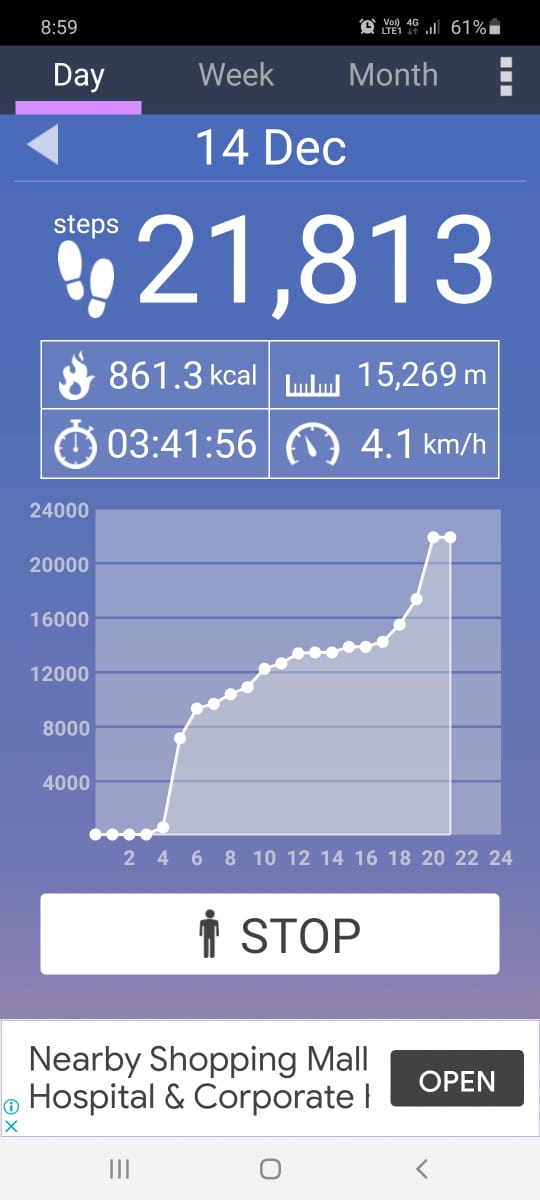 8:59 Vo)) LTE1 4G 61%
Day Week Month
14 Dec
steps 21,813
861.3 kcal 15,269 m
03:41:56 4.1 km/h
24000
20000
16000
12000
8000
4000
2 4 6 8 10 12 14 16 18 20 22 24
STOP
Nearby Shopping Mall
Hospital & Corporate
OPEN